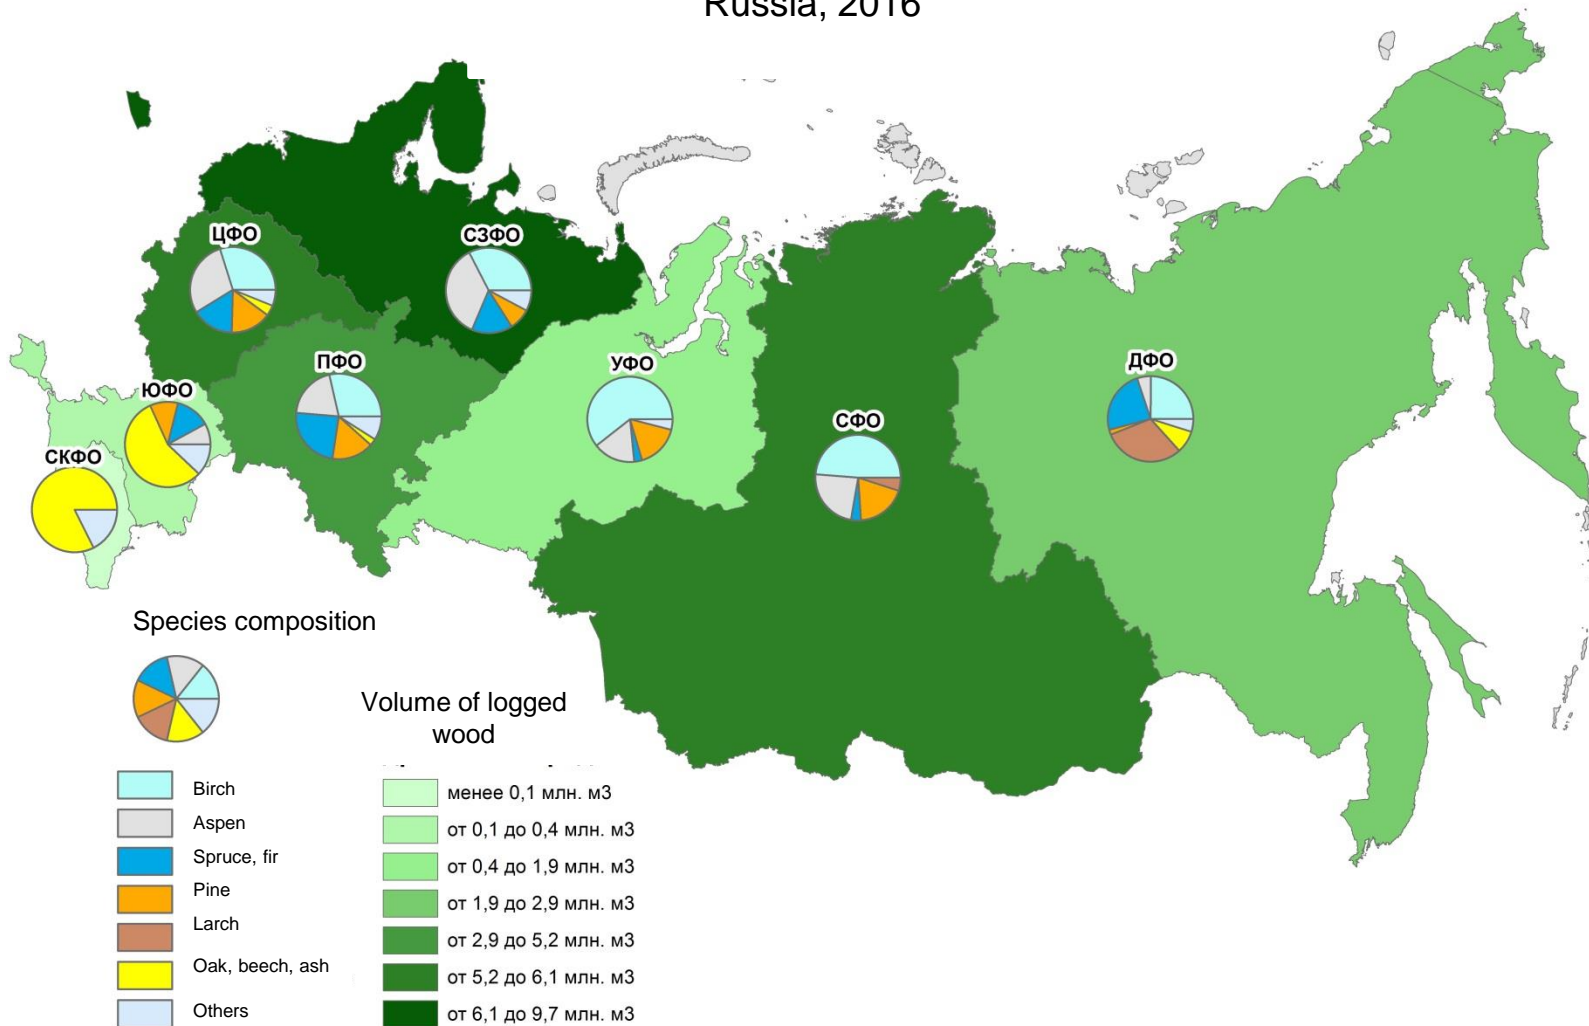 Russia, 2016
ЦФО
СЗФО
ПФО
ЮФО
СКФО
УФО
СФО
ДФО
Species composition
Birch
Aspen
Spruce, fir
Pine
Larch
Oak, beech, ash
Others
Volume of logged
wood
менее 0,1 млн. м3
от 0,1 до 0,4 млн. м3
от 0,4 до 1,9 млн. м3
от 1,9 до 2,9 млн. м3
от 2,9 до 5,2 млн. м3
от 5,2 до 6,1 млн. м3
от 6,1 до 9,7 млн. м3